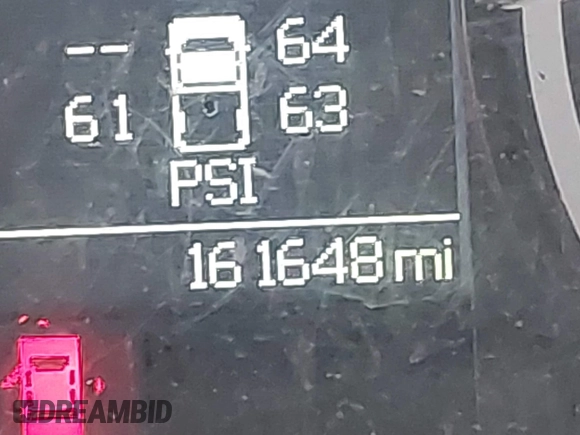 -- 64
61 63
PSI
161648 mi
DREAMBID